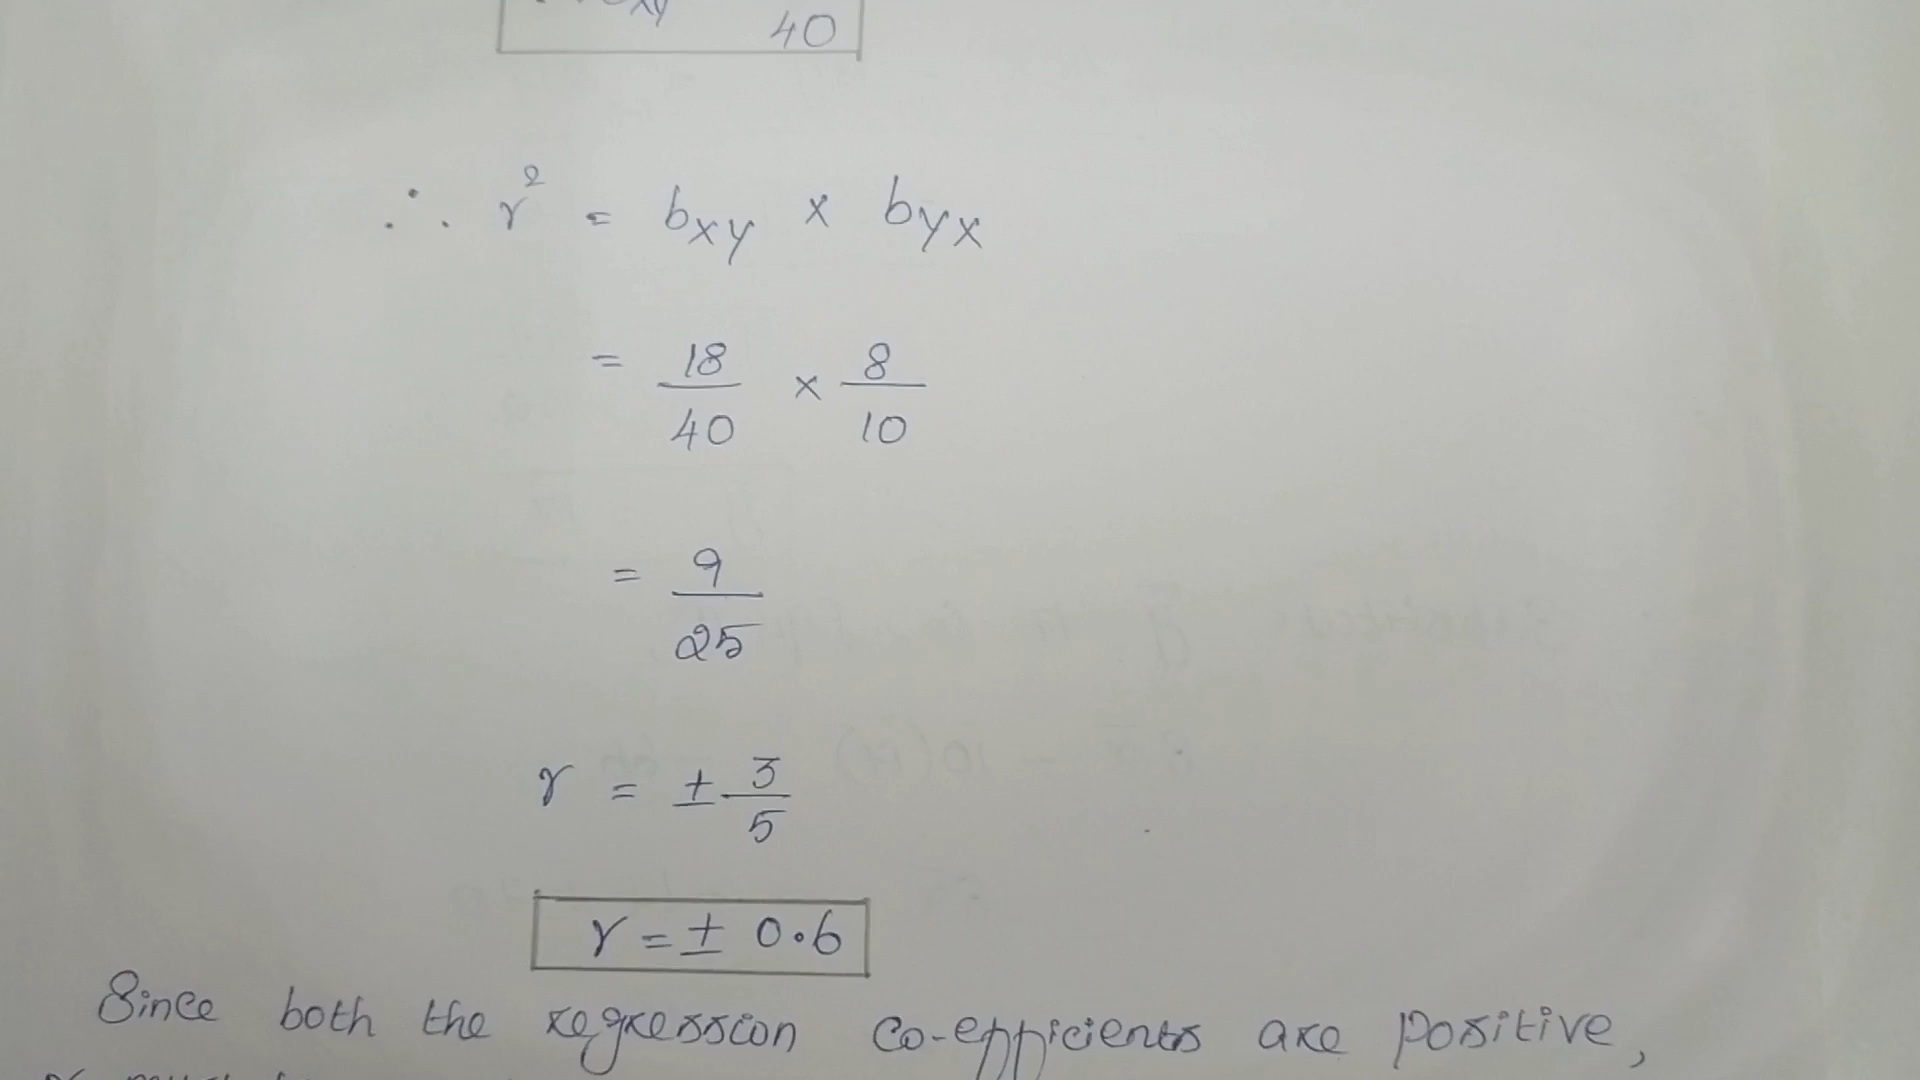 xy 40
∴ r² = bxy × byx
= 18/40 × 8/10
= 9/25
r = ± 3/5
r = ± 0.6
Since both the regression co-efficients are positive,